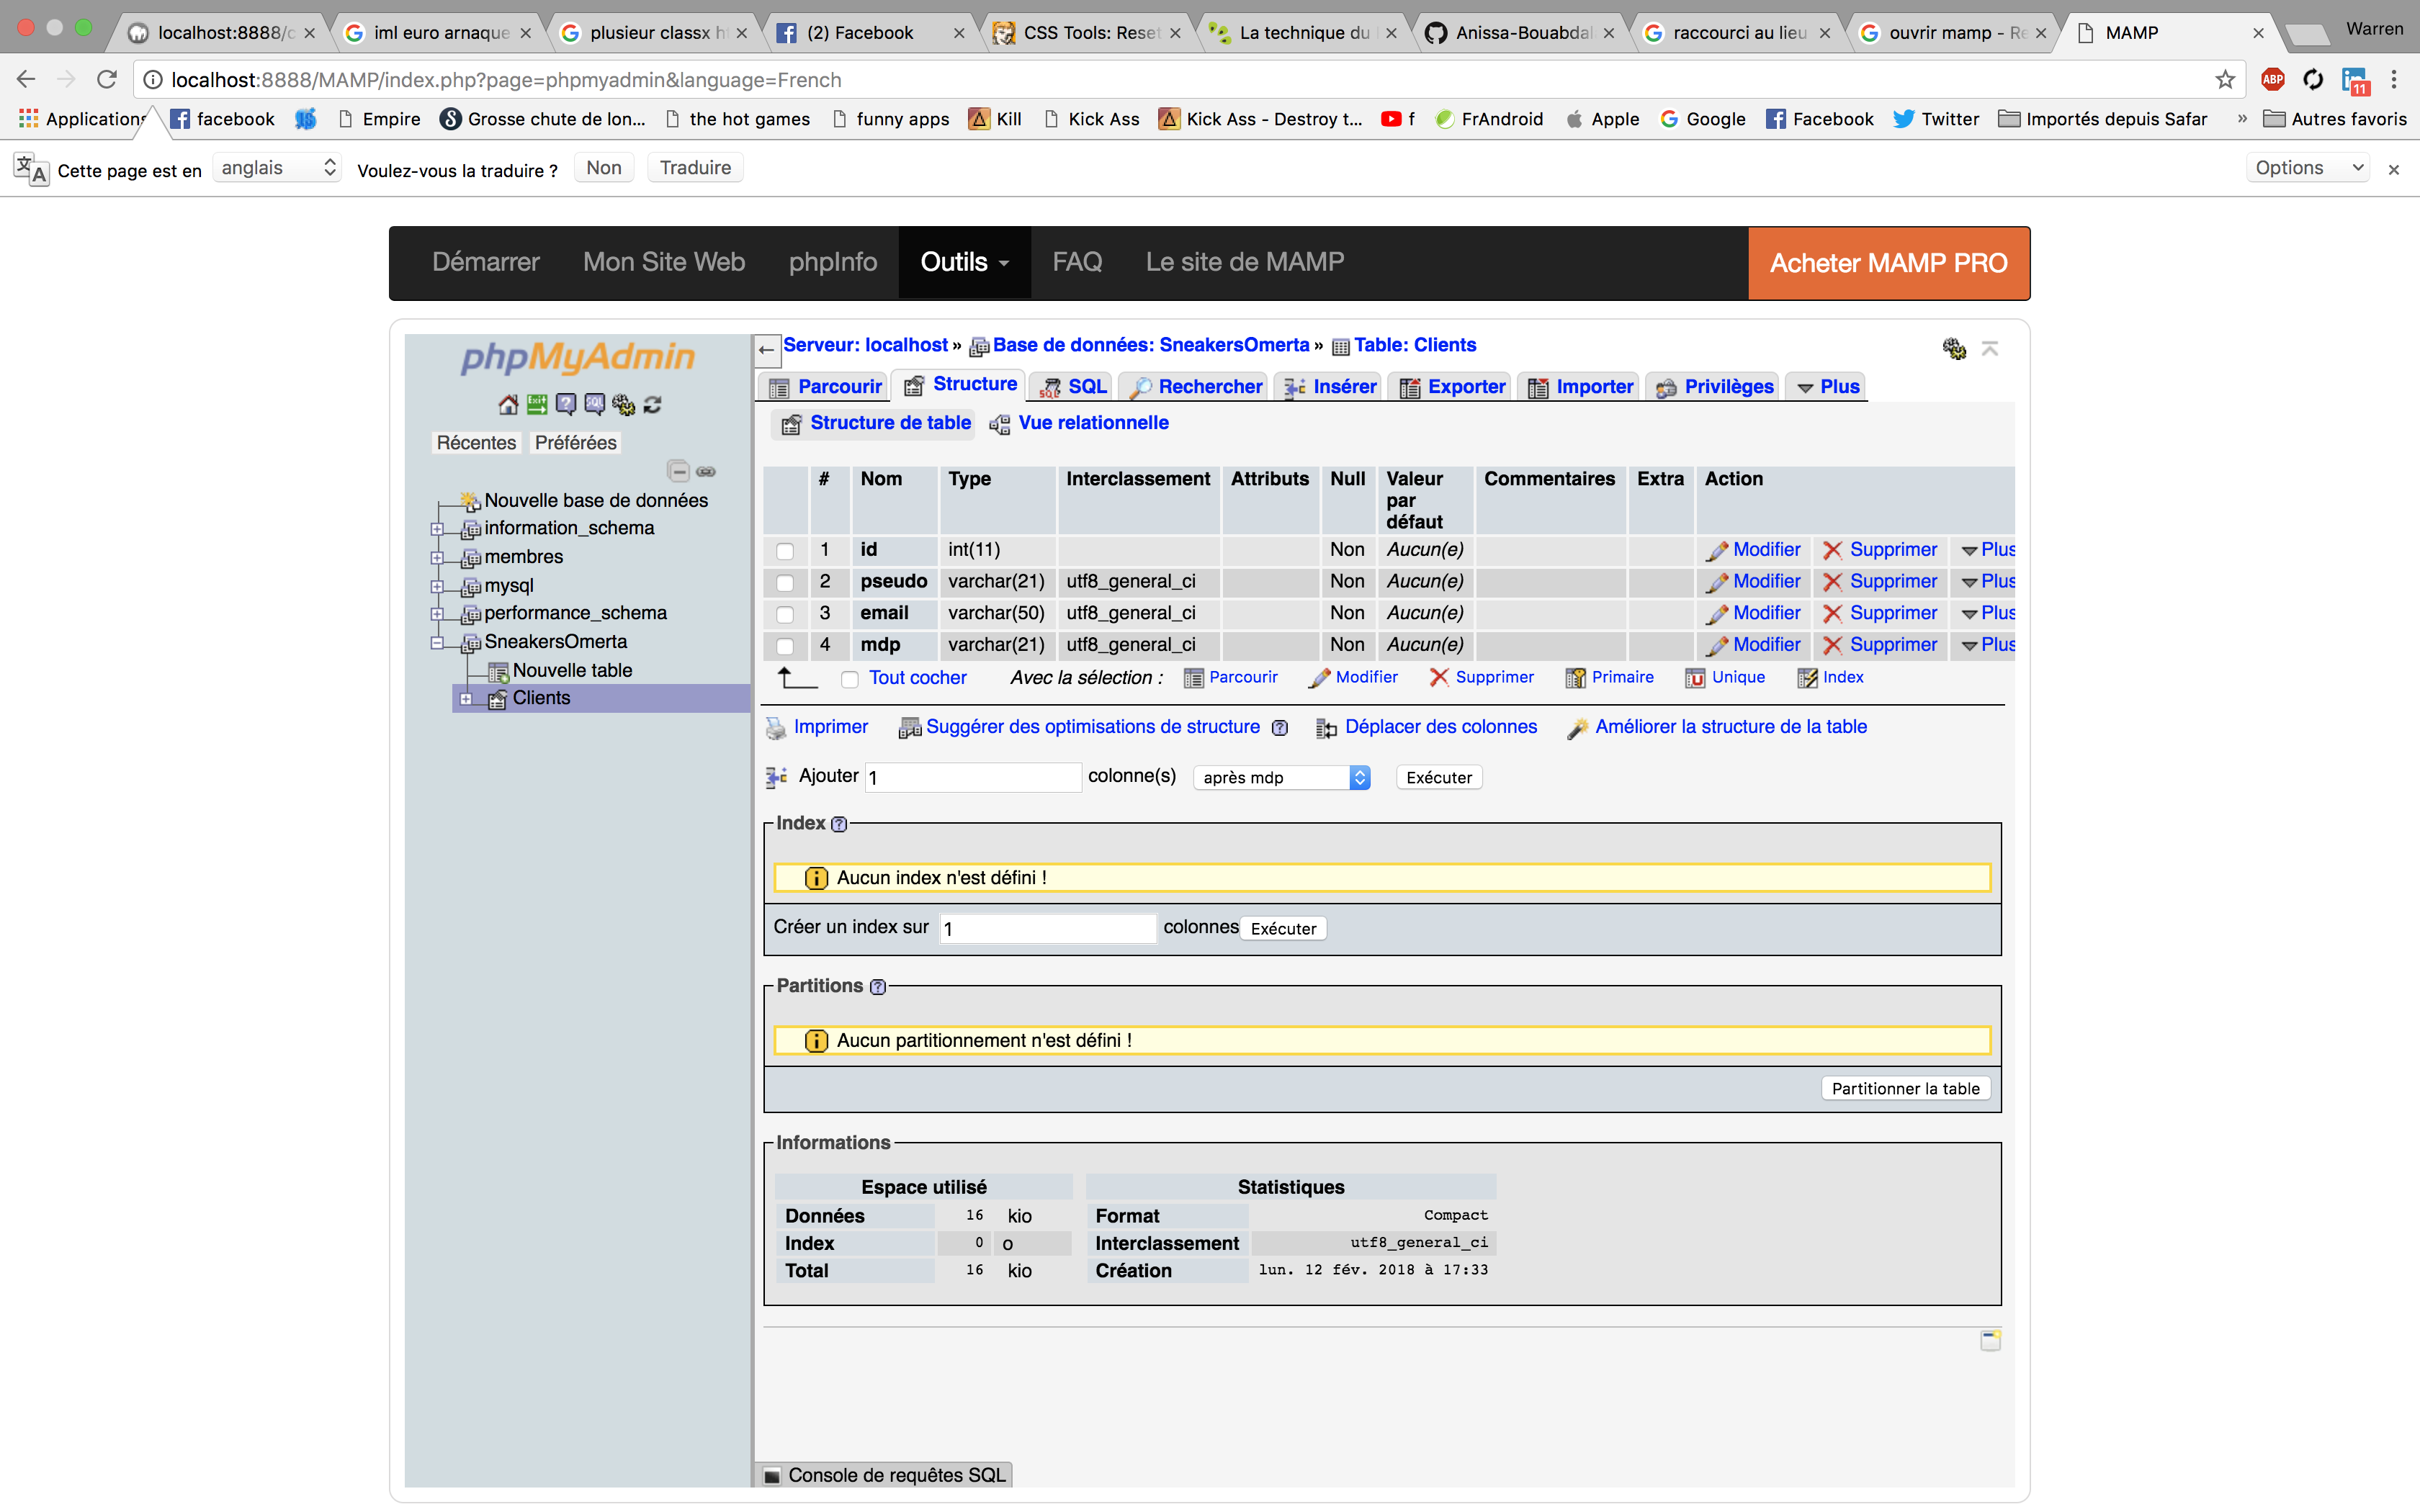 localhost:8888/c
iml euro arnaque
plusieur classx h
(2) Facebook
CSS Tools: Reset
La technique du
Anissa-Bouabdal
raccourci au lieu
ouvrir mamp - Re
MAMP
Warren
localhost:8888/MAMP/index.php?page=phpmyadmin&language=French
ABP
11
Applications
facebook
Empire
Grosse chute de lon...
the hot games
funny apps
Kill
Kick Ass
Kick Ass - Destroy t...
f
FrAndroid
Apple
Google
Facebook
Twitter
Importés depuis Safar
»
Autres favoris
Cette page est en anglais Voulez-vous la traduire ? Non Traduire Options
Démarrer Mon Site Web phpInfo Outils FAQ Le site de MAMP Acheter MAMP PRO
phpMyAdmin
Récentes Préférées
Nouvelle base de données
information_schema
membres
mysql
performance_schema
SneakersOmerta
Nouvelle table
Clients
Serveur: localhost » Base de données: SneakersOmerta » Table: Clients
Parcourir Structure SQL Rechercher Insérer Exporter Importer Privilèges Plus
Structure de table Vue relationnelle
# Nom Type Interclassement Attributs Null Valeur par défaut Commentaires Extra Action
1 id int(11) Non Aucun(e) Modifier Supprimer Plus
2 pseudo varchar(21) utf8_general_ci Non Aucun(e) Modifier Supprimer Plus
3 email varchar(50) utf8_general_ci Non Aucun(e) Modifier Supprimer Plus
4 mdp varchar(21) utf8_general_ci Non Aucun(e) Modifier Supprimer Plus
Tout cocher Avec la sélection : Parcourir Modifier Supprimer Primaire Unique Index
Imprimer Suggérer des optimisations de structure Déplacer des colonnes Améliorer la structure de la table
Ajouter 1 colonne(s) après mdp Exécuter
Index
Aucun index n'est défini !
Créer un index sur 1 colonnes Exécuter
Partitions
Aucun partitionnement n'est défini !
Partitionner la table
Informations
Espace utilisé
Données 16 kio
Index 0 o
Total 16 kio
Statistiques
Format Compact
Interclassement utf8_general_ci
Création lun. 12 fév. 2018 à 17:33
Console de requêtes SQL